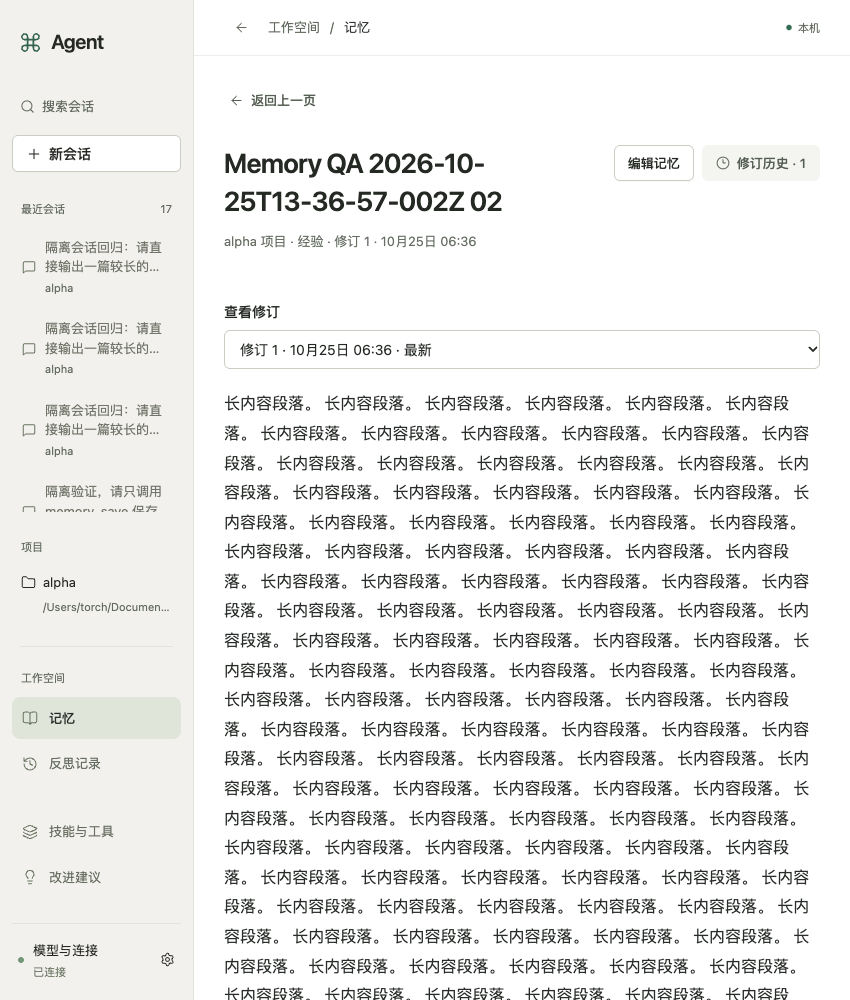 Agent
搜索会话
新会话
最近会话 17
隔离会话回归：请直
接输出一篇较长的...
alpha
隔离会话回归：请直
接输出一篇较长的...
alpha
隔离会话回归：请直
接输出一篇较长的...
alpha
隔离验证，请只调用
memory_save 保存
项目
alpha
/Users/torch/Documen...
工作空间
记忆
反思记录
技能与工具
改进建议
模型与连接
已连接
工作空间 / 记忆
本机
返回上一页
Memory QA 2026-10-
25T13-36-57-002Z 02
编辑记忆
修订历史 · 1
alpha 项目 · 经验 · 修订 1 · 10月25日 06:36
查看修订
修订 1 · 10月25日 06:36 · 最新
长内容段落。 长内容段落。 长内容段落。 长内容段落。 长内容段落。 长内容段
落。 长内容段落。 长内容段落。 长内容段落。 长内容段落。 长内容段落。 长内容
段落。 长内容段落。 长内容段落。 长内容段落。 长内容段落。 长内容段落。 长内
容段落。 长内容段落。 长内容段落。 长内容段落。 长内容段落。 长内容段落。 长
内容段落。 长内容段落。 长内容段落。 长内容段落。 长内容段落。 长内容段落。
长内容段落。 长内容段落。 长内容段落。 长内容段落。 长内容段落。 长内容段
落。 长内容段落。 长内容段落。 长内容段落。 长内容段落。 长内容段落。 长内容
段落。 长内容段落。 长内容段落。 长内容段落。 长内容段落。 长内容段落。 长内
容段落。 长内容段落。 长内容段落。 长内容段落。 长内容段落。 长内容段落。 长
内容段落。 长内容段落。 长内容段落。 长内容段落。 长内容段落。 长内容段落。
长内容段落。 长内容段落。 长内容段落。 长内容段落。 长内容段落。 长内容段
落。 长内容段落。 长内容段落。 长内容段落。 长内容段落。 长内容段落。 长内容
段落。 长内容段落。 长内容段落。 长内容段落。 长内容段落。 长内容段落。 长内
容段落。 长内容段落。 长内容段落。 长内容段落。 长内容段落。 长内容段落。 长
内容段落。 长内容段落。 长内容段落。 长内容段落。 长内容段落。 长内容段落。
长内容段落。 长内容段落。 长内容段落。 长内容段落。 长内容段落。 长内容段
落。 长内容段落。 长内容段落。 长内容段落。 长内容段落。 长内容段落。 长内容
段落。 长内容段落。 长内容段落。 长内容段落。 长内容段落。 长内容段落。 长内
容段落。 长内容段落。 长内容段落。 长内容段落。 长内容段落。 长内容段落。 长
内容段落。 长内容段落。 长内容段落。 长内容段落。 长内容段落。 长内容段落。
长内容段落。 长内容段落。 长内容段落。 长内容段落。 长内容段落。 长内容段